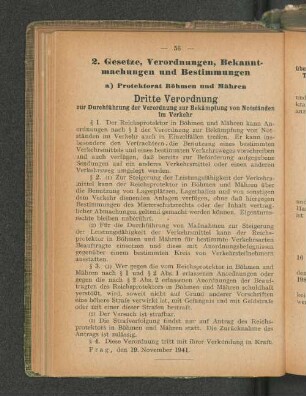 — 56 —
2. Gesetze, Verordnungen, Bekannt-
machungen und Bestimmungen
a) Protektorat Böhmen und Mähren
Dritte Verordnung
zur Durchführung der Verordnung zur Bekämpfung von Notständen
im Verkehr
§ 1. Der Reichsprotektor in Böhmen und Mähren kann An-
ordnungen nach § 1 der Verordnung zur Bekämpfung von Not-
ständen im Verkehr auch im Einzelfalle treffen. Er kann ins-
besondere den Vertraushtern die Benutzung eines bestimmten
Verkehrsmittels und eines bestimmten Verkehrsweges vorschreiben
und anordnen, daß bereits zur Beförderung aufgegebene
Sendungen auf ein anderes Verkehrsmittel oder einen anderen
Verkehrsweg umgelegt werden.
§ 2. (1) Zur Steigerung der Leistungsfähigkeit der Verkehrs-
mittel kann der Reichsprotektor in Böhmen und Mähren über
die Benutzung von Lagerplätzen, Lagerhallen und von sonstigen
dem Verkehr dienenden Anlagen verfügen, ohne daß hiergegen
Bestimmungen des Mieterschutzrechtes oder der Inhalt vertrag-
licher Abmachungen geltend gemacht werden können. Eigentums-
rechte bleiben unberührt.
(2) Für die Durchführung von Maßnahmen zur Steigerung
der Leistungsfähigkeit der Verkehrsmittel kann der Reichs-
protektor in Böhmen und Mähren für bestimmte Verkehrsarten
Beauftragte einsetzen und diese mit Anordnungsbefugnissen
gegenüber einem bestimmten Kreis von Verkehrsteilnehmern
ausstatten.
§ 3. (1) Wer gegen die vom Reichsprotektor in Böhmen und
Mähren nach § 1 und § 2 Abs. 1 erlassenen Anordnungen oder
gegen die nach § 2 Abs. 2 erlassenen Anordnungen der Beauf-
tragten des Reichsprotektors in Böhmen und Mähren schuldhaft
verstößt, wird, soweit nicht auf Grund anderer Vorschriften
eine höhere Strafe verwirkt ist, mit Gefängnis und mit Geldstrafe
oder mit einer dieser Strafen bestraft.
(2) Der Versuch ist strafbar.
(3) Die Strafverfolgung findet nur auf Antrag des Reichs-
protektors in Böhmen und Mähren statt. Die Zurücknahme des
Antrags ist zulässig.
§ 4. Diese Verordnung tritt mit ihrer Verkündung in Kraft.
Prag, den 20. November 1941.